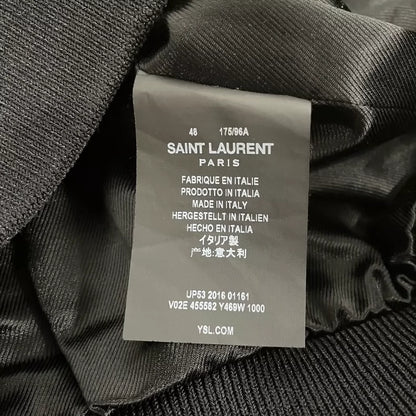 48 175/96A
SAINT LAURENT
PARIS
FABRIQUE EN ITALIE
PRODOTTO IN ITALIA
MADE IN ITALY
HERGESTELLT IN ITALIEN
HECHO EN ITALIA
イタリア製
地:意大利
UP53 2016 01161
V02E 455582 Y469W 1000
YSL.COM